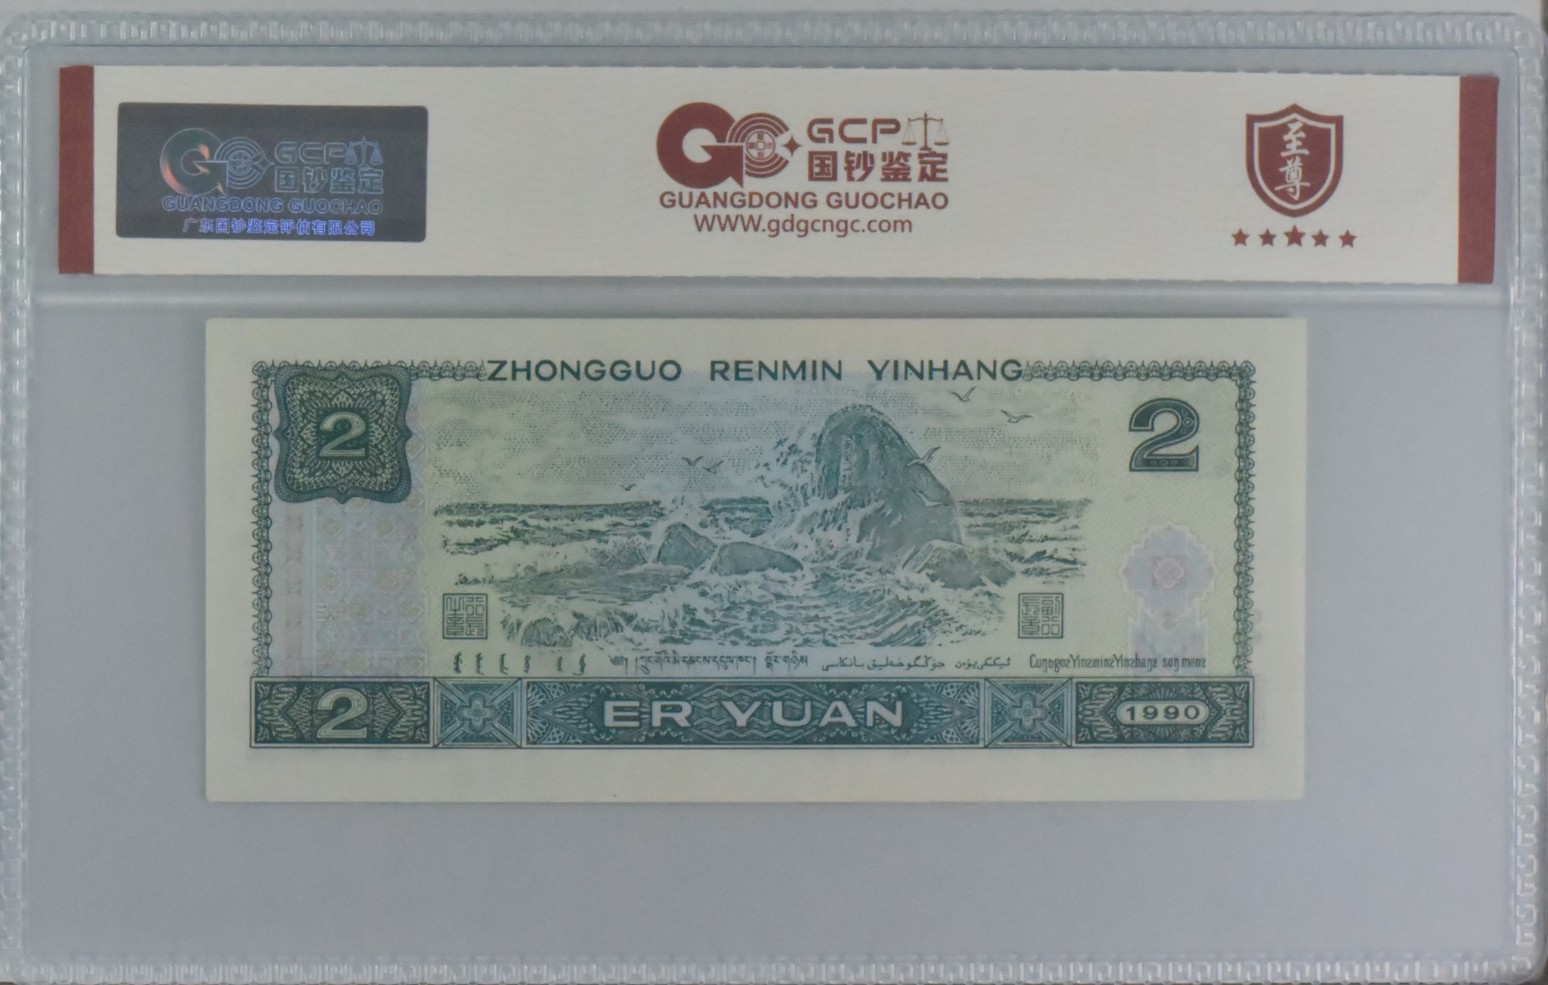 GCP
国钞鉴定
GUANGDONG GUOCHAO
广东国钞鉴定评估有限公司
GCP
国钞鉴定
GUANGDONG GUOCHAO
WWW.gdgcngc.com
至尊
ZHONGGUO RENMIN YINHANG
2
2
CuŋƨgozYinƨminƨYinzhaŋƨ
2
ER YUAN
1990